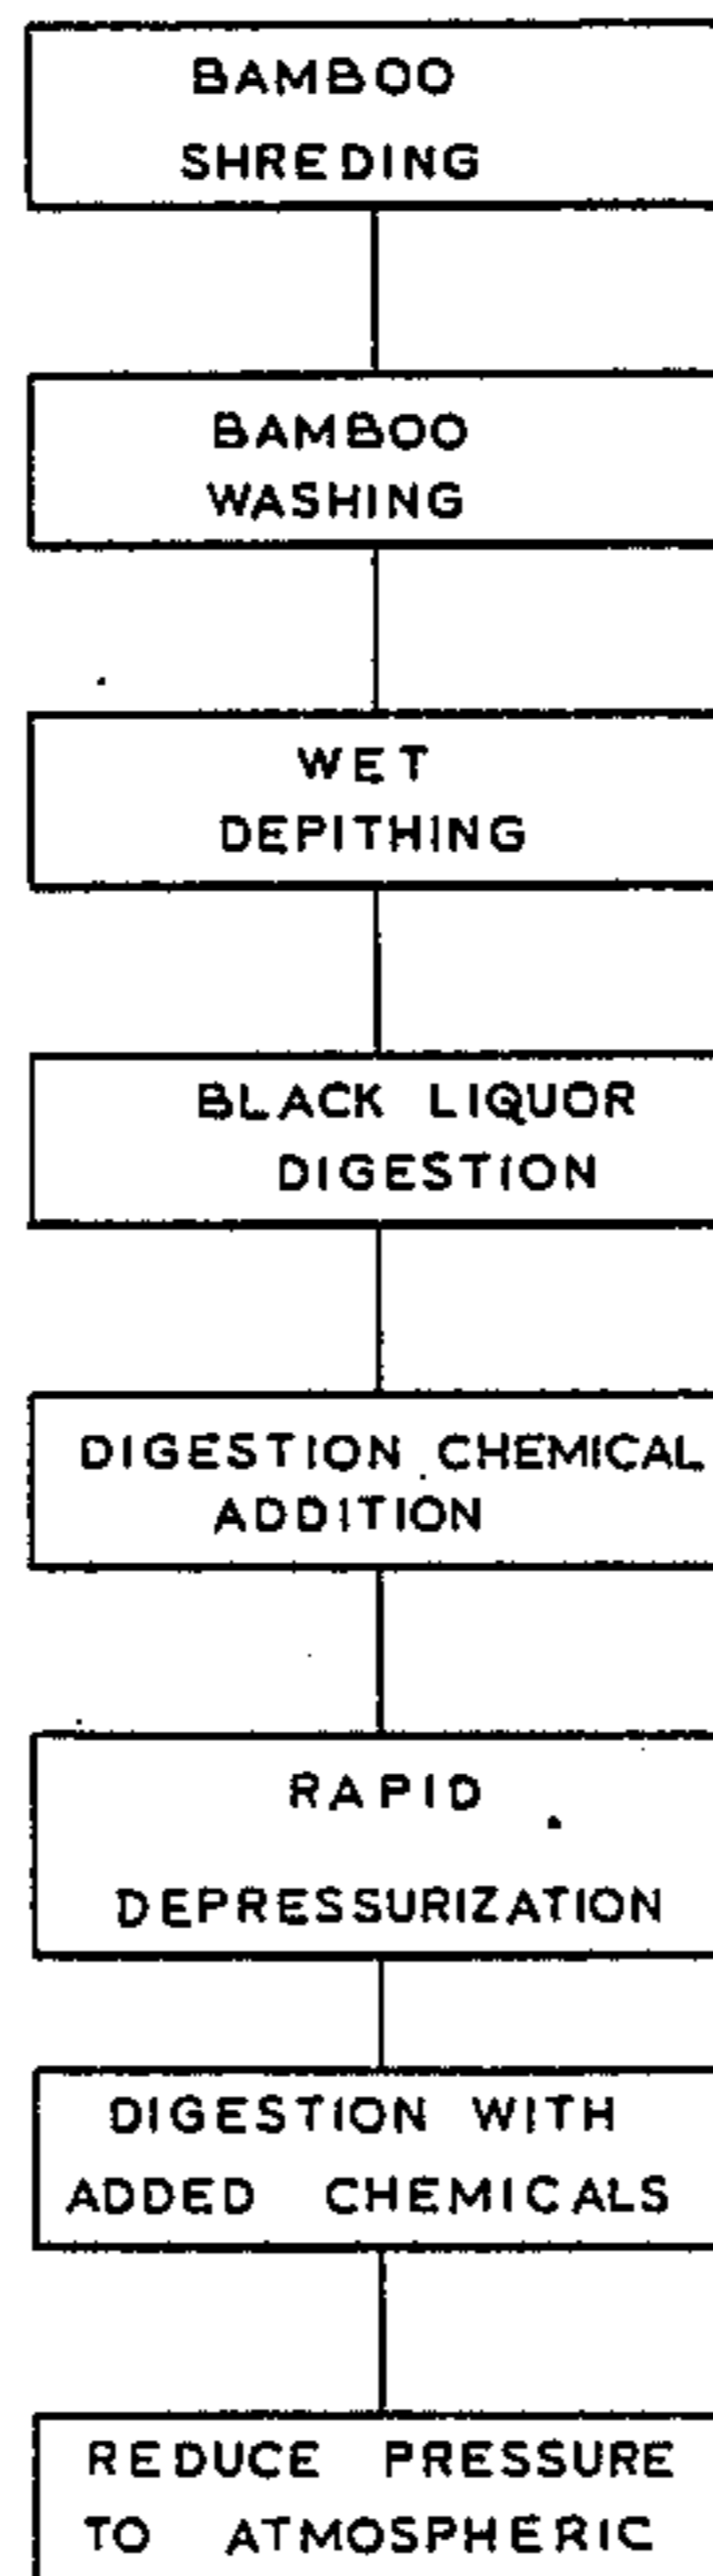 BAMBOO
SHREDING
BAMBOO
WASHING
WET
DEPITHING
BLACK LIQUOR
DIGESTION
DIGESTION CHEMICAL
ADDITION
RAPID
DEPRESSURIZATION
DIGESTION WITH
ADDED CHEMICALS
REDUCE PRESSURE
TO ATMOSPHERIC